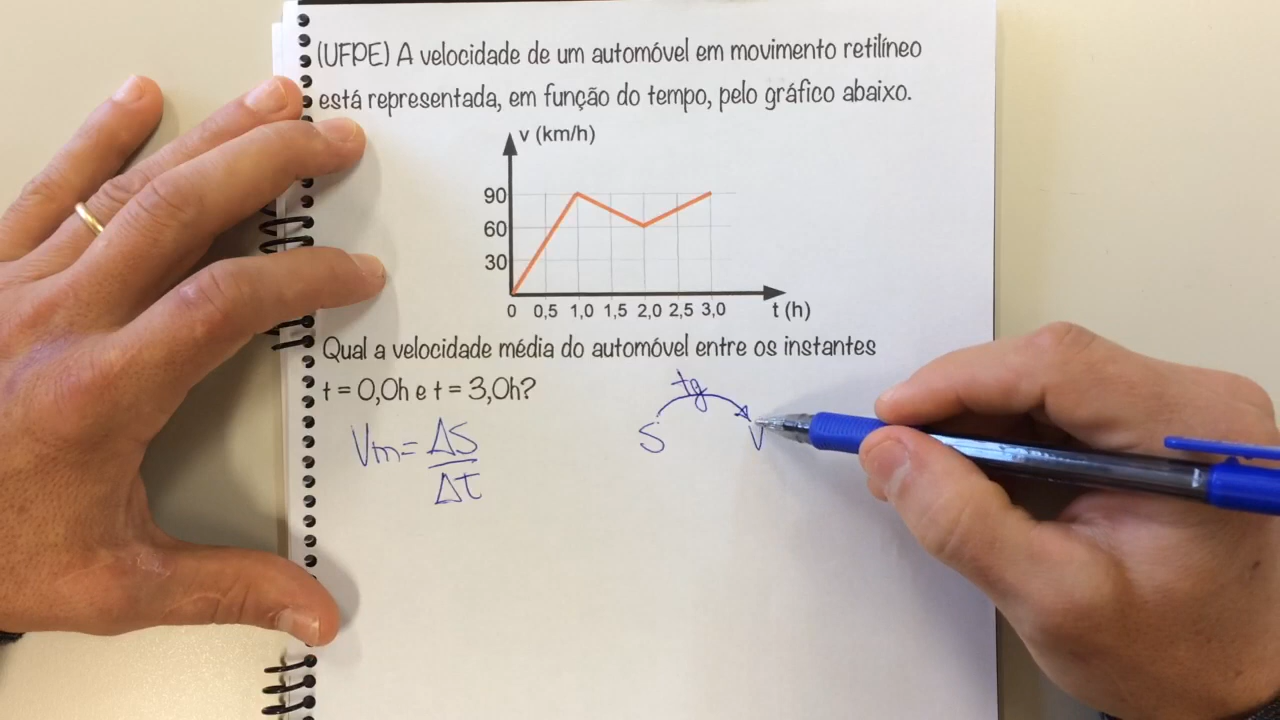 (UFPE) A velocidade de um automóvel em movimento retilíneo
está representada, em função do tempo, pelo gráfico abaixo.
v (km/h)
90
60
30
0 0,5 1,0 1,5 2,0 2,5 3,0 t (h)
Qual a velocidade média do automóvel entre os instantes
t = 0,0h e t = 3,0h?
tg
Vm = ΔS S V
Δt